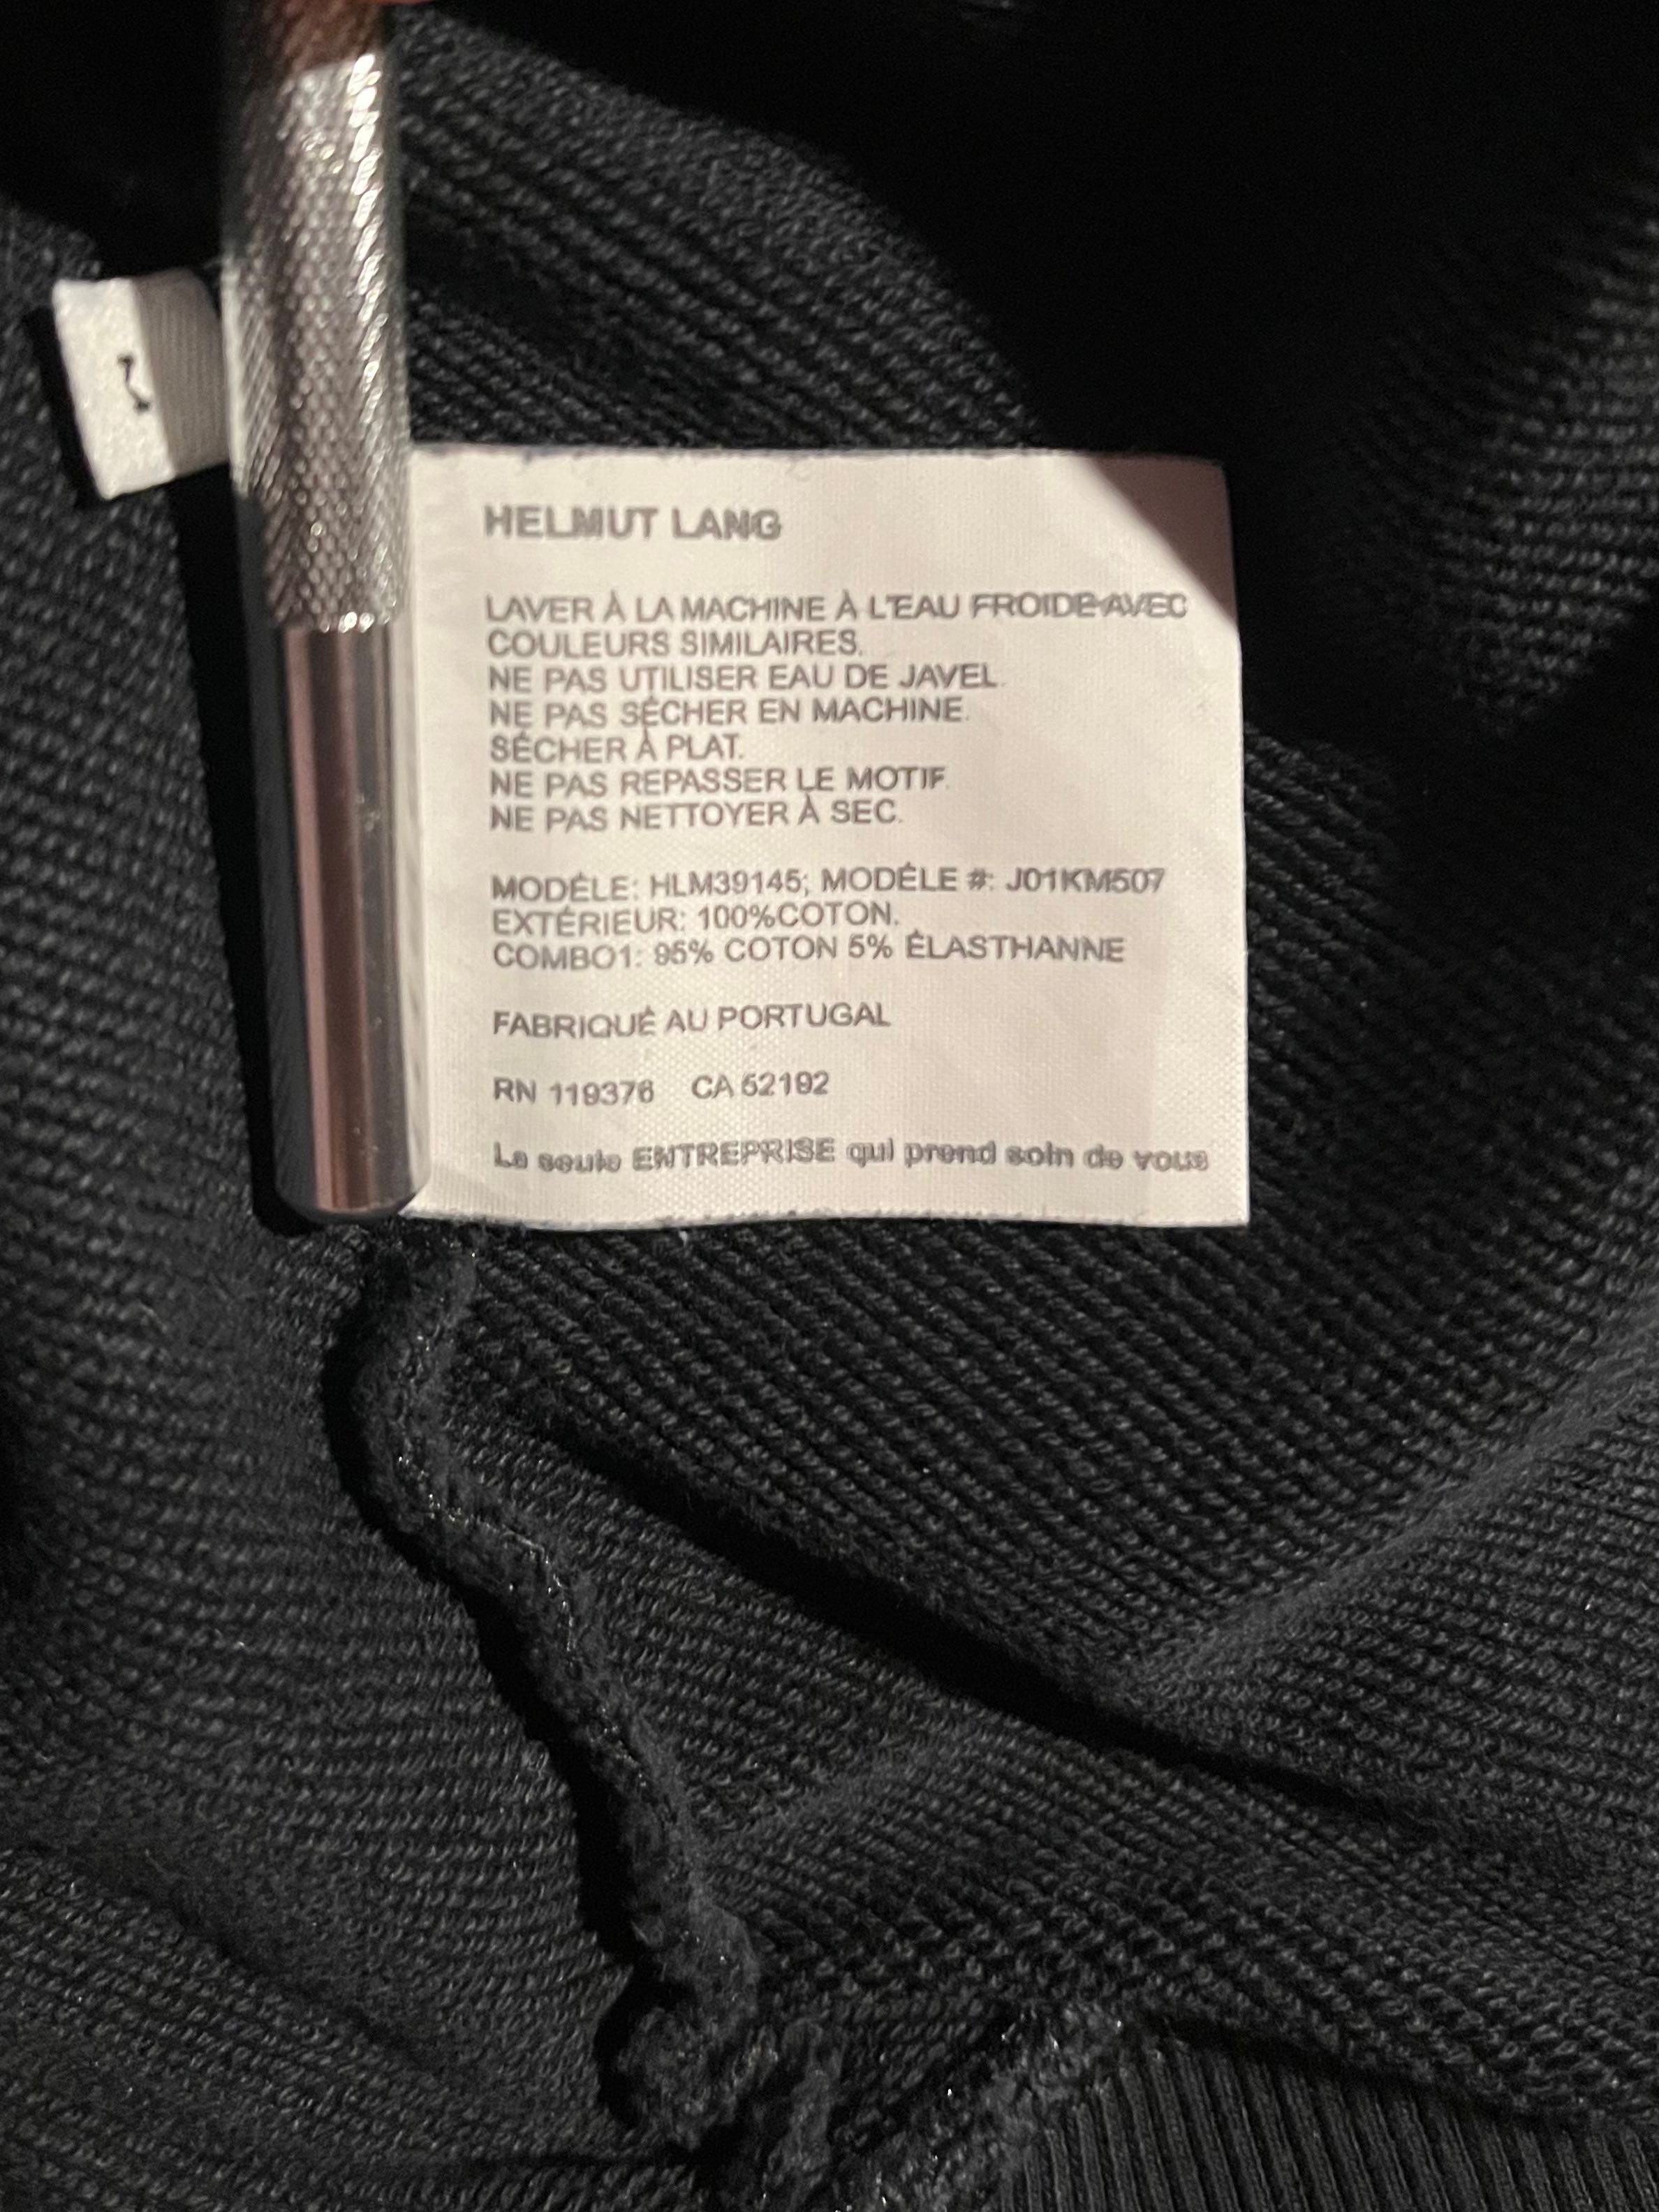 HELMUT LANG
LAVER À LA MACHINE À L'EAU FROIDE AVEC
COULEURS SIMILAIRES.
NE PAS UTILISER EAU DE JAVEL.
NE PAS SÉCHER EN MACHINE.
SÉCHER À PLAT.
NE PAS REPASSER LE MOTIF.
NE PAS NETTOYER À SEC.
MODÉLE: HLM39145; MODÉLE #: J01KM507
EXTÉRIEUR: 100%COTON.
COMBO1: 95% COTON 5% ÉLASTHANNE
FABRIQUÉ AU PORTUGAL
RN 119376 CA 52192
La seule ENTREPRISE qui prend soin de vous